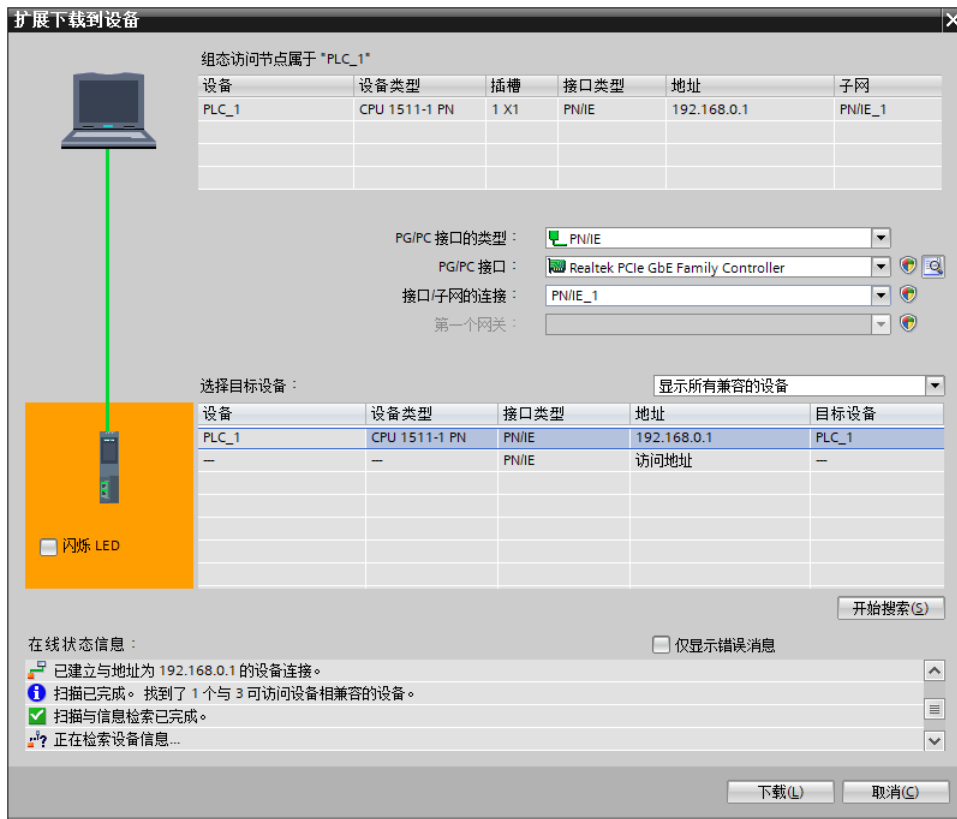 扩展下载到设备
组态访问节点属于 "PLC_1"
设备 设备类型 插槽 接口类型 地址 子网
PLC_1 CPU 1511-1 PN 1 X1 PN/IE 192.168.0.1 PN/IE_1
PG/PC 接口的类型： PN/IE
PG/PC 接口： Realtek PCIe GbE Family Controller
接口/子网的连接： PN/IE_1
第一个网关：
选择目标设备： 显示所有兼容的设备
设备 设备类型 接口类型 地址 目标设备
PLC_1 CPU 1511-1 PN PN/IE 192.168.0.1 PLC_1
— — PN/IE 访问地址 —
闪烁 LED
开始搜索(S)
在线状态信息： 仅显示错误消息
已建立与地址为 192.168.0.1 的设备连接。
扫描已完成。找到了 1 个与 3 可访问设备相兼容的设备。
扫描与信息检索已完成。
正在检索设备信息...
下载(L) 取消(C)